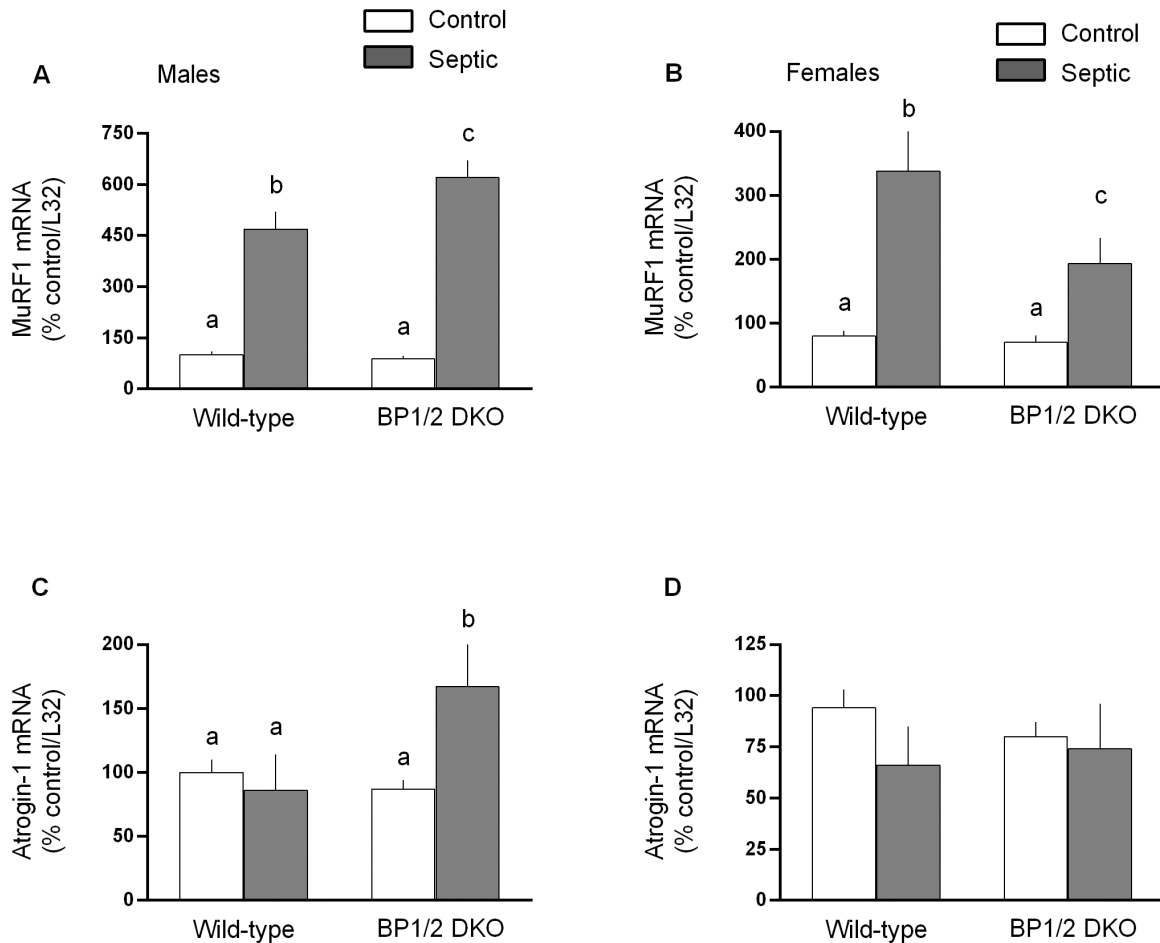 Control
Septic
A
Males
MuRF1 mRNA
(% control/L32)
750
600
450
300
150
0
a
b
a
c
Wild-type
BP1/2 DKO
Control
Septic
B
Females
MuRF1 mRNA
(% control/L32)
400
300
200
100
0
a
b
a
c
Wild-type
BP1/2 DKO
C
Atrogin-1 mRNA
(% control/L32)
200
150
100
50
0
a
a
a
b
Wild-type
BP1/2 DKO
D
Atrogin-1 mRNA
(% control/L32)
125
100
75
50
25
0
Wild-type
BP1/2 DKO